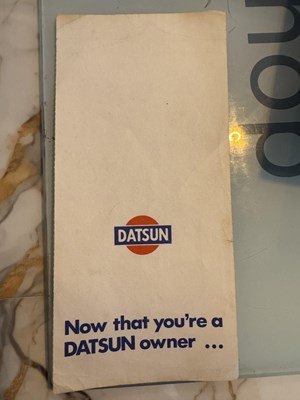 DATSUN
Now that you're a
DATSUN owner ...